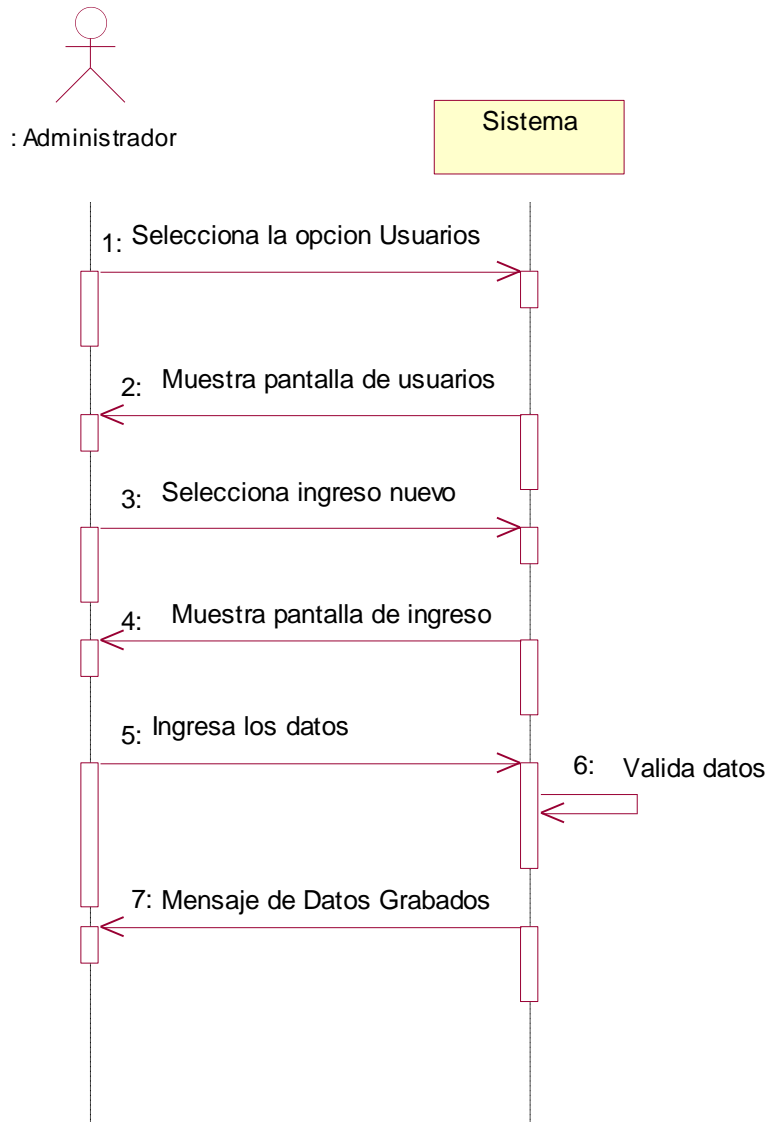 : Administrador
Sistema
1: Selecciona la opcion Usuarios
2: Muestra pantalla de usuarios
3: Selecciona ingreso nuevo
4: Muestra pantalla de ingreso
5: Ingresa los datos
6: Valida datos
7: Mensaje de Datos Grabados